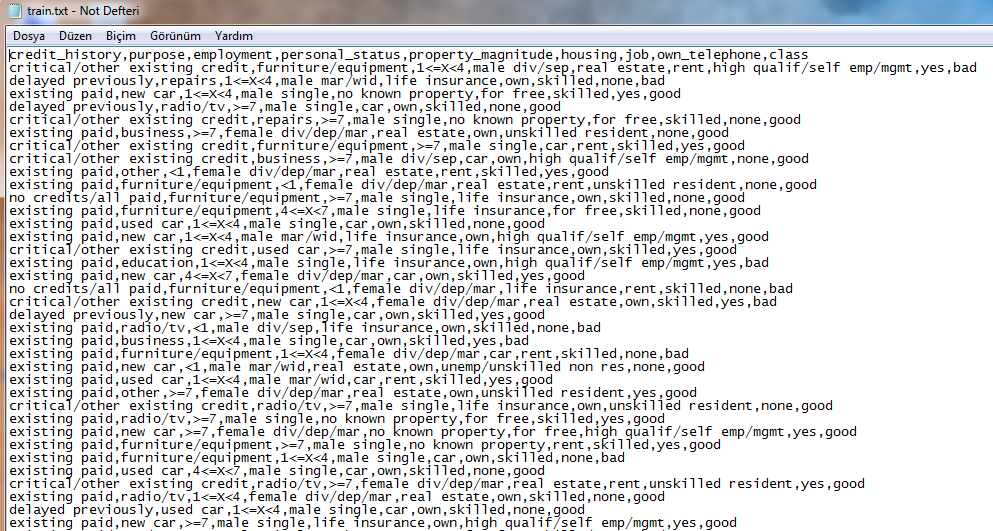 train.txt - Not Defteri
Dosya Düzen Biçim Görünüm Yardım
credit_history,purpose,employment,personal_status,property_magnitude,housing,job,own_telephone,class
critical/other existing credit,furniture/equipment,1<=X<4,male div/sep,real estate,rent,high qualif/self emp/mgmt,yes,bad
delayed previously,repairs,1<=X<4,male mar/wid,life insurance,own,skilled,none,bad
existing paid,new car,1<=X<4,male single,no known property,for free,skilled,yes,good
delayed previously,radio/tv,>=7,male single,car,own,skilled,none,good
critical/other existing credit,repairs,>=7,male single,no known property,for free,skilled,none,good
existing paid,business,>=7,female div/dep/mar,real estate,own,unskilled resident,none,good
critical/other existing credit,furniture/equipment,>=7,male single,car,rent,skilled,yes,good
critical/other existing credit,business,>=7,male div/sep,car,own,high qualif/self emp/mgmt,none,good
existing paid,other,<1,female div/dep/mar,real estate,rent,skilled,yes,good
existing paid,furniture/equipment,<1,female div/dep/mar,real estate,rent,unskilled resident,none,good
no credits/all paid,furniture/equipment,>=7,male single,life insurance,own,skilled,none,good
existing paid,furniture/equipment,4<=X<7,male single,life insurance,for free,skilled,none,good
existing paid,used car,1<=X<4,male single,car,own,skilled,none,good
existing paid,new car,1<=X<4,male mar/wid,life insurance,own,high qualif/self emp/mgmt,yes,good
critical/other existing credit,used car,>=7,male single,life insurance,own,skilled,yes,good
existing paid,education,1<=X<4,male single,life insurance,own,high qualif/self emp/mgmt,yes,bad
existing paid,new car,4<=X<7,female div/dep/mar,car,own,skilled,yes,good
no credits/all paid,furniture/equipment,<1,female div/dep/mar,life insurance,rent,skilled,none,bad
critical/other existing credit,new car,1<=X<4,female div/dep/mar,real estate,own,skilled,yes,bad
delayed previously,new car,>=7,male single,car,own,skilled,yes,good
existing paid,radio/tv,<1,male div/sep,life insurance,own,skilled,none,bad
existing paid,business,1<=X<4,male single,car,own,skilled,yes,bad
existing paid,furniture/equipment,1<=X<4,female div/dep/mar,car,rent,skilled,none,bad
existing paid,new car,<1,male mar/wid,real estate,own,unemp/unskilled non res,none,good
existing paid,used car,1<=X<4,male mar/wid,car,rent,skilled,yes,good
existing paid,other,>=7,female div/dep/mar,real estate,own,unskilled resident,yes,good
critical/other existing credit,radio/tv,>=7,male single,life insurance,own,unskilled resident,none,good
existing paid,radio/tv,>=7,male single,no known property,for free,skilled,yes,good
existing paid,new car,>=7,female div/dep/mar,no known property,for free,high qualif/self emp/mgmt,yes,good
existing paid,furniture/equipment,>=7,male single,no known property,rent,skilled,yes,good
existing paid,furniture/equipment,1<=X<4,male single,car,own,skilled,none,bad
existing paid,used car,4<=X<7,male single,car,own,skilled,none,good
critical/other existing credit,radio/tv,>=7,female div/dep/mar,real estate,rent,unskilled resident,yes,good
existing paid,radio/tv,1<=X<4,female div/dep/mar,real estate,own,skilled,none,good
delayed previously,used car,1<=X<4,male single,car,own,skilled,none,good
existing paid,new car,>=7,male single,life insurance,own,high qualif/self emp/mgmt,yes,good